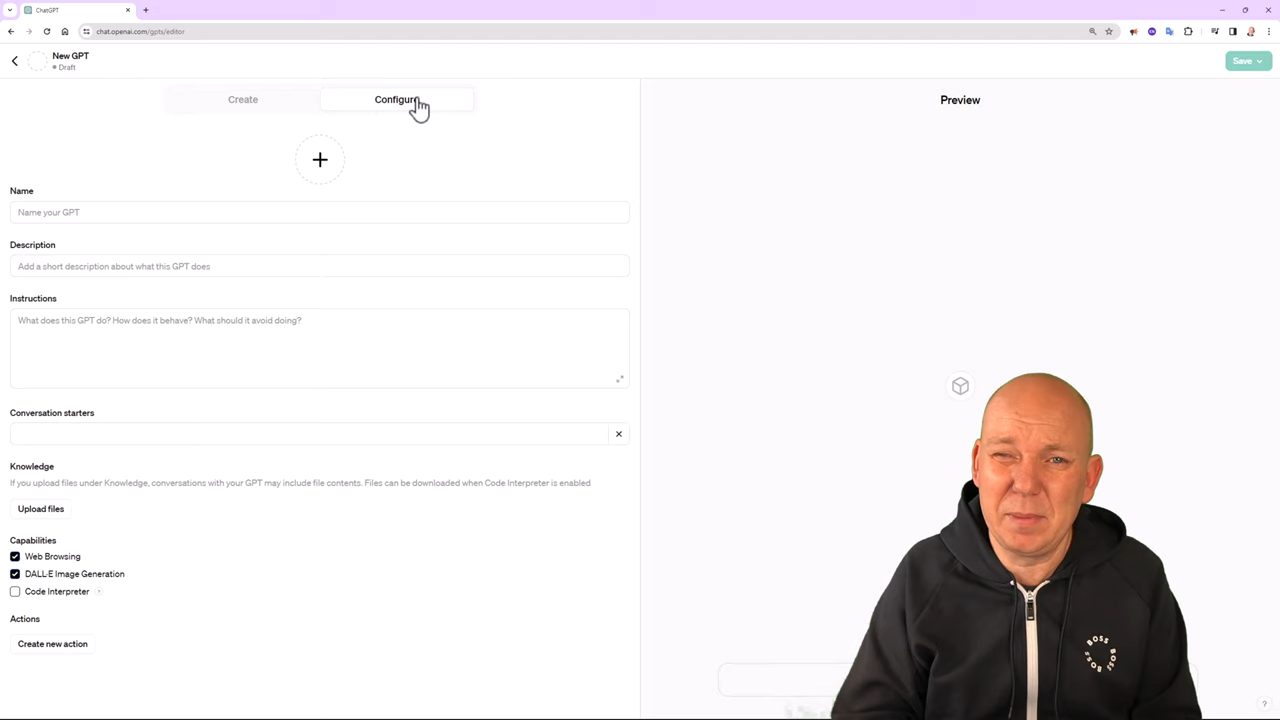 ChatGPT
chat.openai.com/gpts/editor
New GPT
Draft
Save
Create
Configure
Preview
Name
Name your GPT
Description
Add a short description about what this GPT does
Instructions
What does this GPT do? How does it behave? What should it avoid doing?
Conversation starters
Knowledge
If you upload files under Knowledge, conversations with your GPT may include file contents. Files can be downloaded when Code Interpreter is enabled
Upload files
Capabilities
Web Browsing
DALL·E Image Generation
Code Interpreter
?
Actions
Create new action
BOSS
BOSS
BOSS
BOSS
?